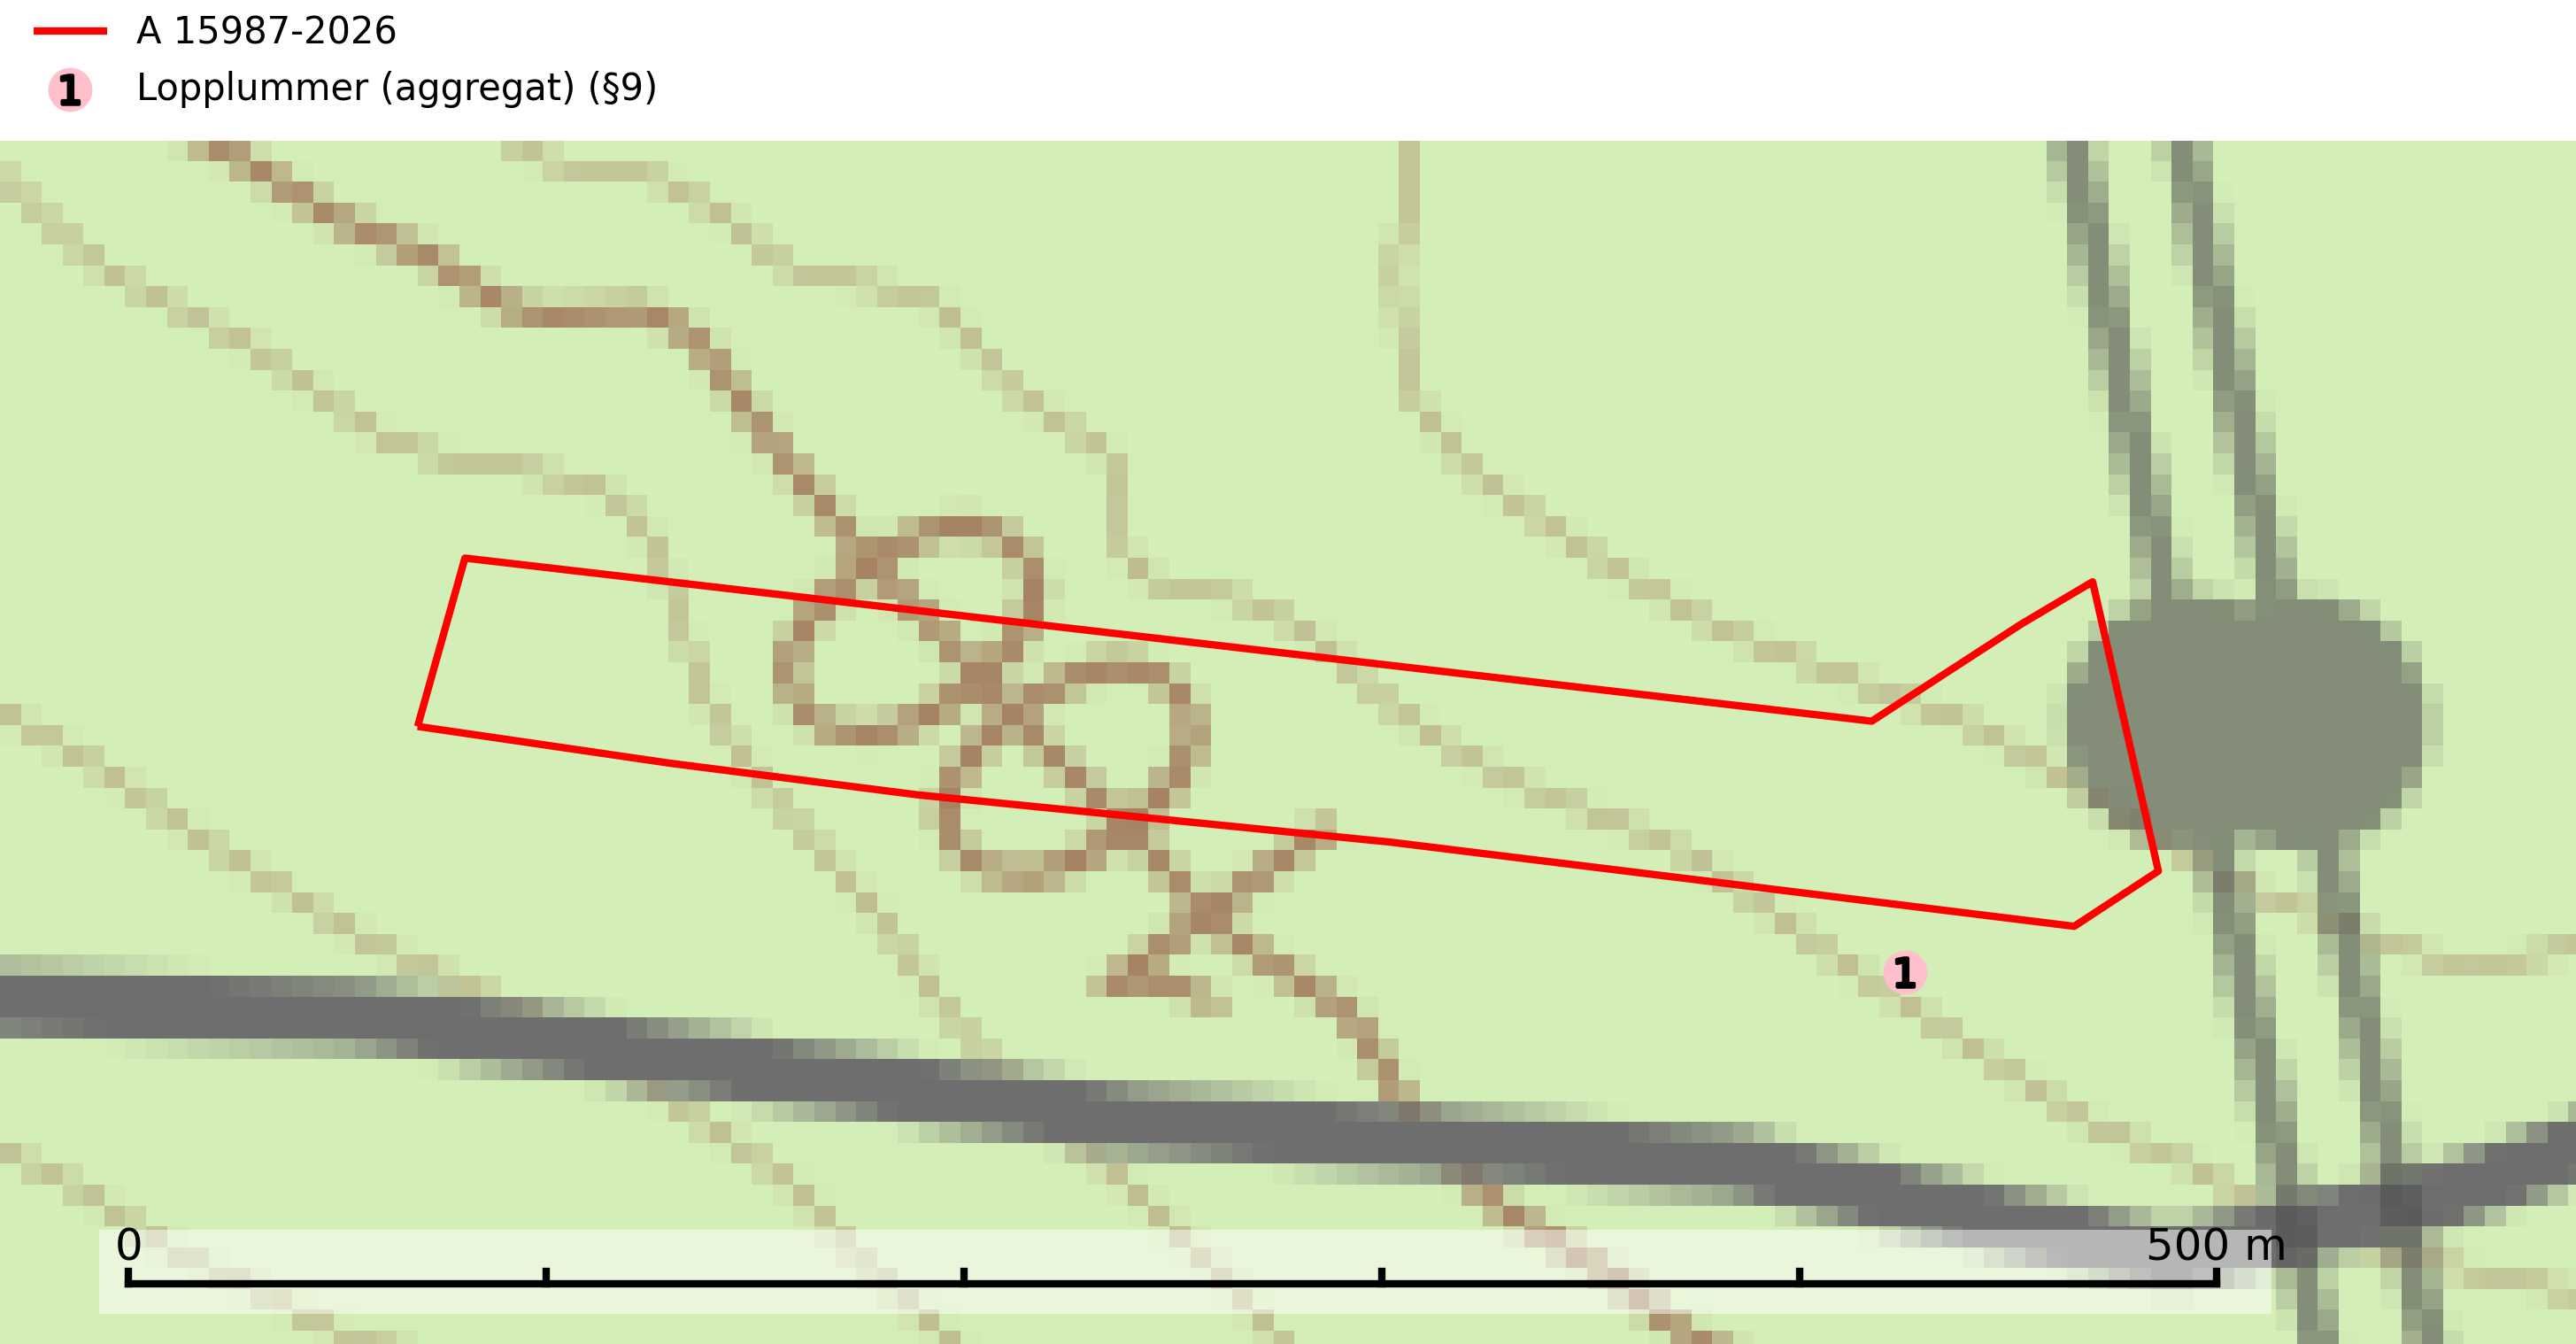 A 15987-2026
1 Lopplummer (aggregat) (§9)
1
0 500 m